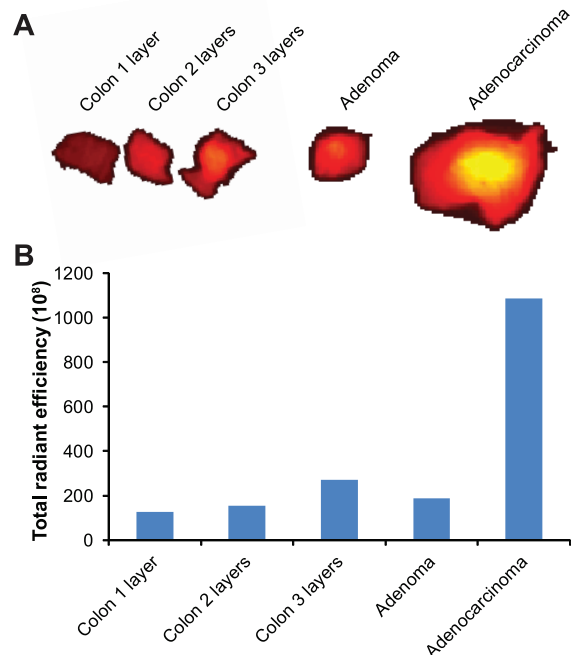 A
Colon 1 layer
Colon 2 layers
Colon 3 layers
Adenoma
Adenocarcinoma
B
Total radiant efficiency (10⁸)
1200
1000
800
600
400
200
0
Colon 1 layer
Colon 2 layers
Colon 3 layers
Adenoma
Adenocarcinoma